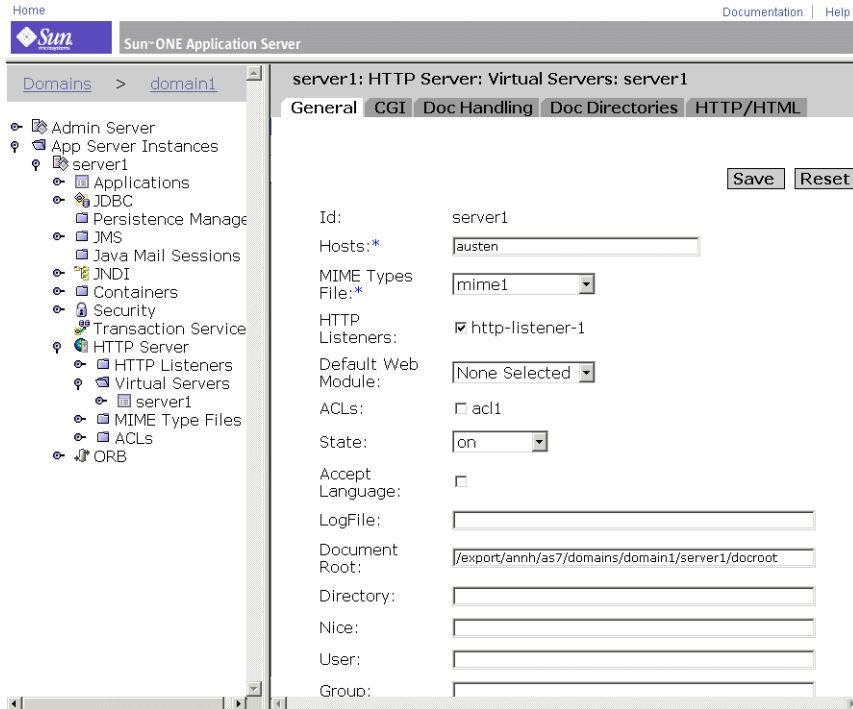 Home
Documentation | Help
Sun
microsystems
Sun™ ONE Application Server
Domains > domain1
Admin Server
App Server Instances
server1
Applications
JDBC
Persistence Manage
JMS
Java Mail Sessions
JNDI
Containers
Security
Transaction Service
HTTP Server
HTTP Listeners
Virtual Servers
server1
MIME Type Files
ACLs
ORB
server1: HTTP Server: Virtual Servers: server1
General CGI Doc Handling Doc Directories HTTP/HTML
Save Reset
Id: server1
Hosts:* austen
MIME Types
File:* mime1
HTTP
Listeners: http-listener-1
Default Web
Module: None Selected
ACLs: acl1
State: on
Accept
Language:
LogFile:
Document
Root: /export/annh/as7/domains/domain1/server1/docroot
Directory:
Nice:
User:
Group: